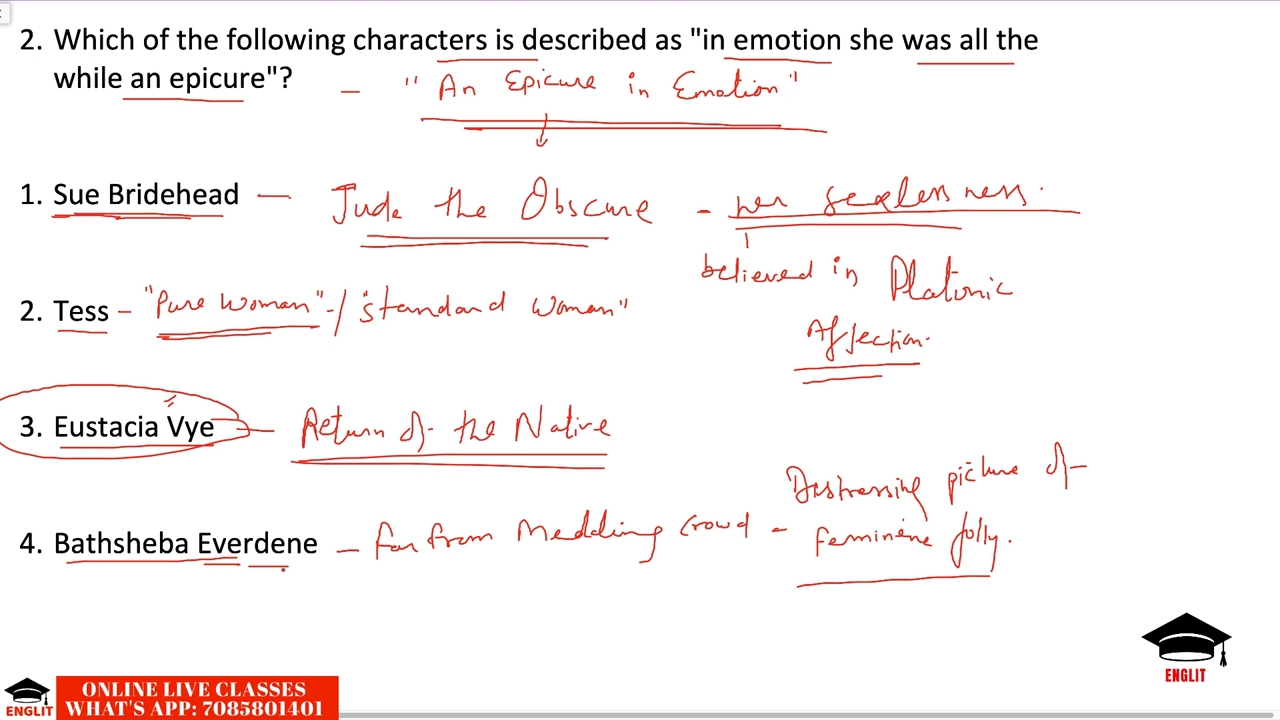 2. Which of the following characters is described as "in emotion she was all the
while an epicure"?
– "An Epicure in Emotion"
1. Sue Bridehead — Jude the Obscure - her sexlessness.
believed in Platonic
Affection.
2. Tess – "Pure Woman" -/ "Standard Woman"
3. Eustacia Vye — Return of the Native
4. Bathsheba Everdene — Far from Medding Crowd - Distressing picture of
feminine folly.
ENGLIT
ENGLIT
ONLINE LIVE CLASSES
WHAT'S APP: 7085801401